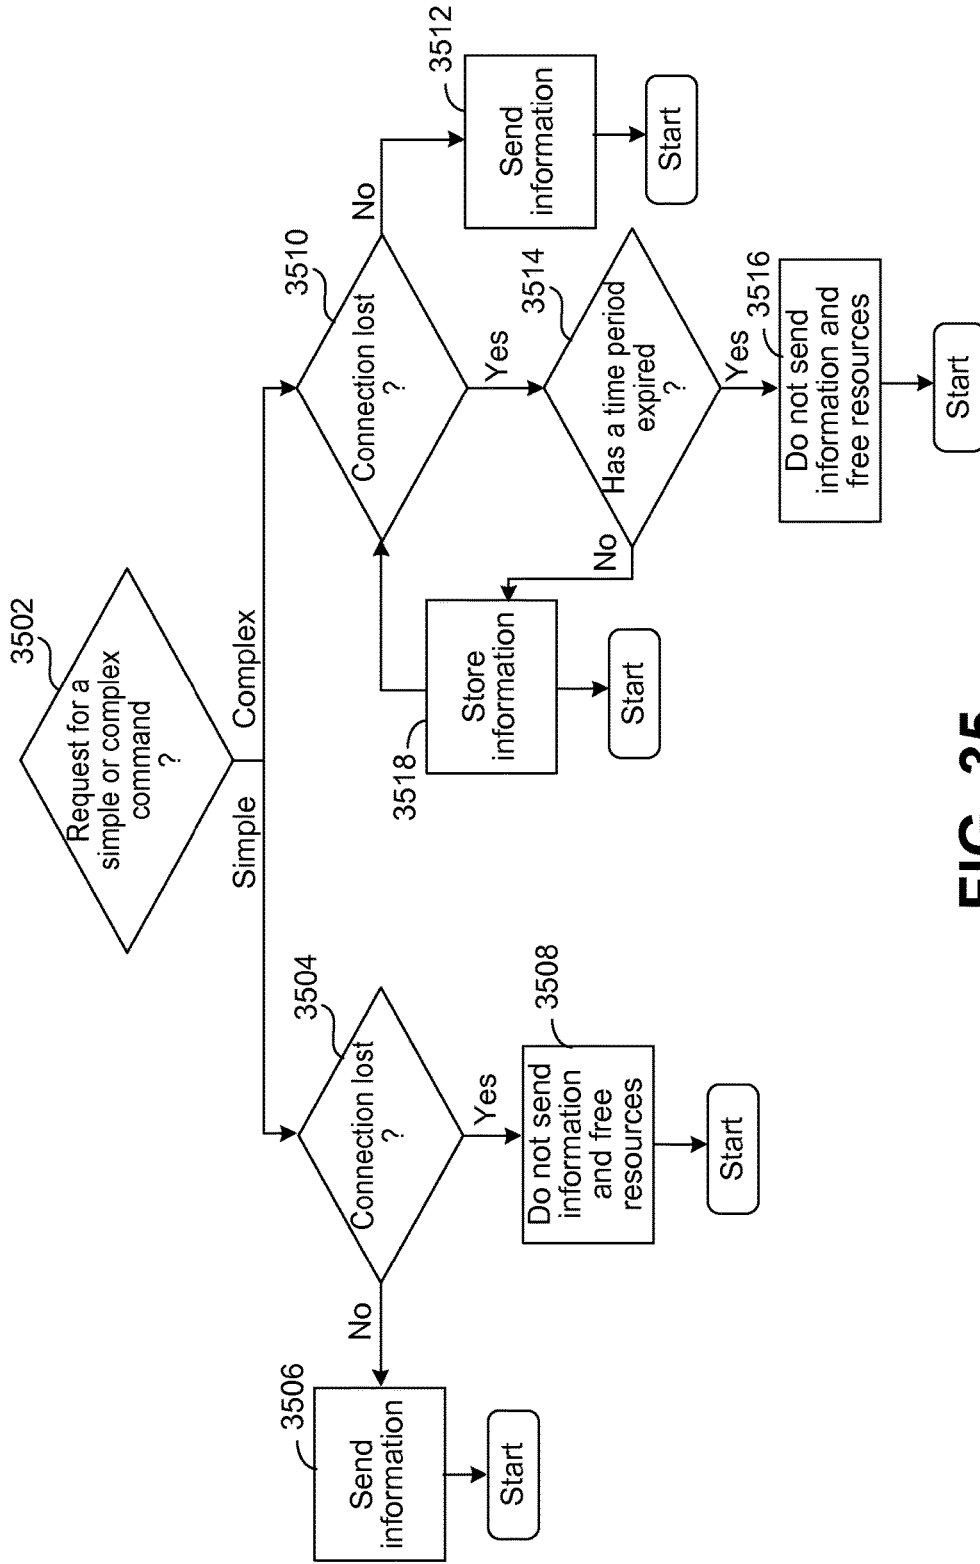 3502
Request for a
simple or complex
command
?
Simple
Complex
3504
Connection lost
?
No
Yes
3506
Send
information
Start
3508
Do not send
information
and free
resources
Start
3510
Connection lost
?
No
Yes
3512
Send
information
Start
3514
Has a time period
expired
?
No
Yes
3518
Store
information
Start
3516
Do not send
information and
free resources
Start
FIG. 35